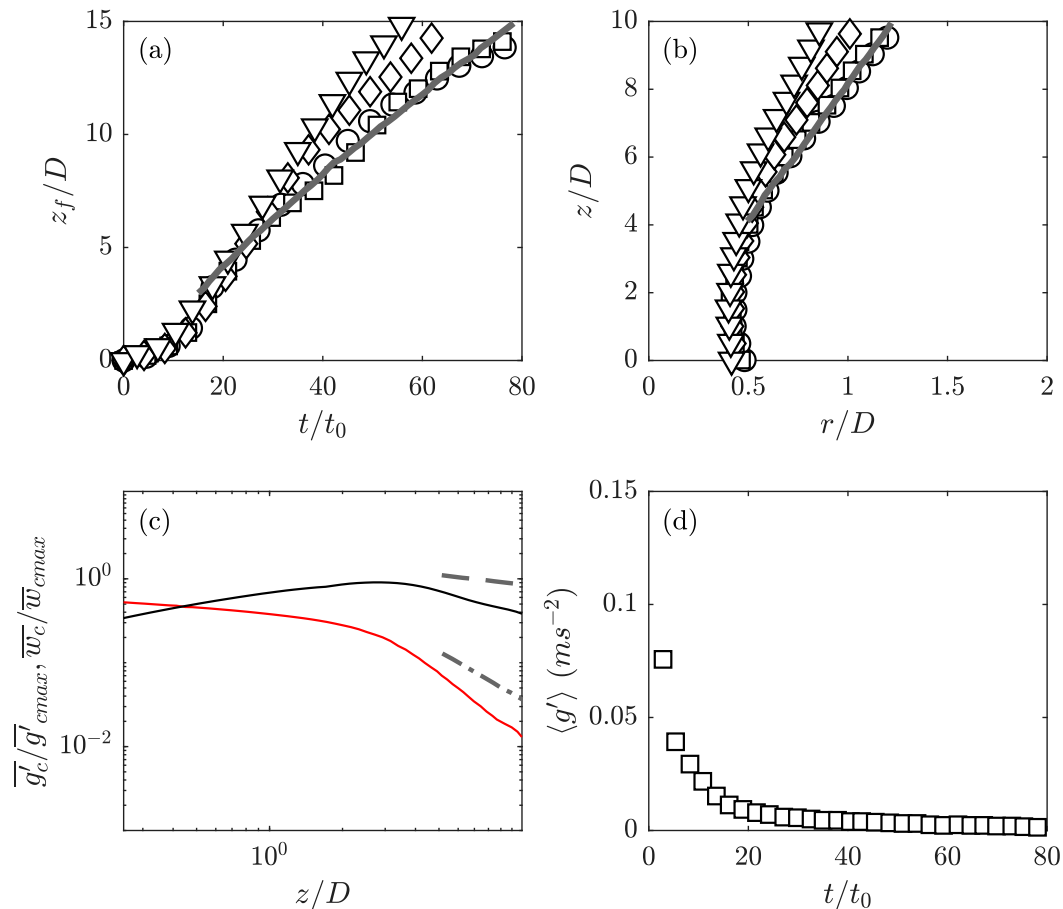 (a)
15
10
5
0
z_f/D
0 20 40 60 80
t/t_0
(b)
10
8
6
4
2
0
z/D
0 0.5 1 1.5 2
r/D
(c)
10^0
10^{-2}
\overline{g'_c}/\overline{g'}_{cmax}, \overline{w_c}/\overline{w}_{cmax}
10^0
z/D
(d)
0.15
0.1
0.05
0
⟨g'⟩ (ms^{-2})
0 20 40 60 80
t/t_0